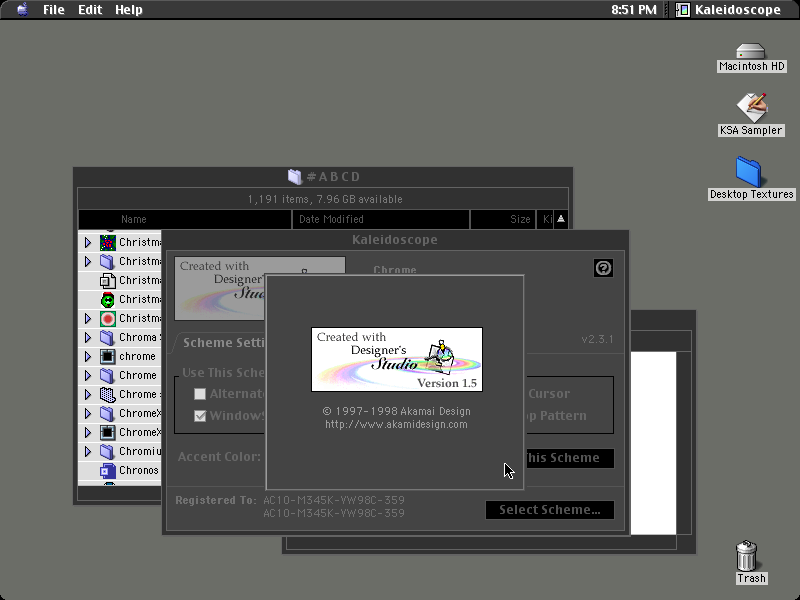 File Edit Help
8:51 PM Kaleidoscope
Macintosh HD
KSA Sampler
Desktop Textures
#ABCD
1,191 items, 7.96 GB available
Name Date Modified Size Ki
Christma
Christma
Christma
Christma
Christma
Chroma
chrome
Chrome
Chrome
ChromeX
ChromeX
Chromiu
Chronos
Kaleidoscope
Created with
Designer's
Chrome
v2.3.1
Scheme Setti
Use This Sche
Alternat
Window
Cursor
op Pattern
Accent Color:
This Scheme
Registered To: AC10-M345K-YW98C-359
AC10-M345K-YW98C-359
Select Scheme...
Created with
Designer's
Studio
Version 1.5
© 1997-1998 Akamai Design
http://www.akamidesign.com
Trash